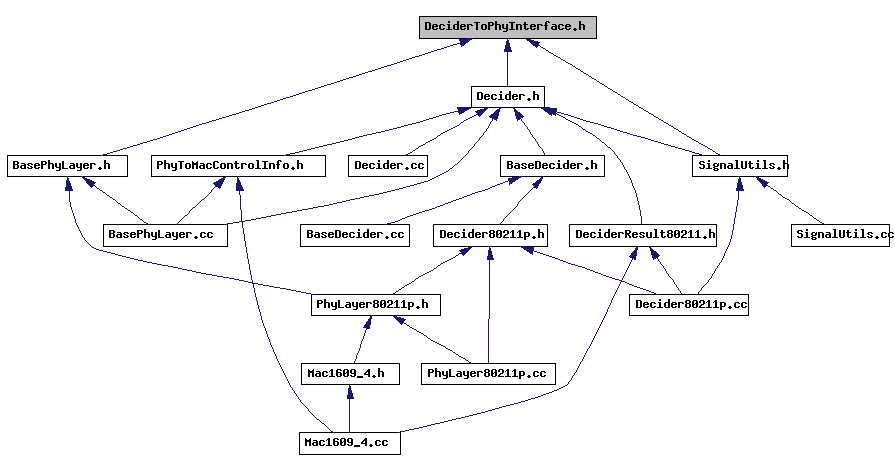 DeciderToPhyInterface.h
Decider.h
BasePhyLayer.h
PhyToMacControlInfo.h
Decider.cc
BaseDecider.h
SignalUtils.h
BasePhyLayer.cc
BaseDecider.cc
Decider80211p.h
DeciderResult80211.h
SignalUtils.cc
PhyLayer80211p.h
Decider80211p.cc
Mac1609_4.h
PhyLayer80211p.cc
Mac1609_4.cc